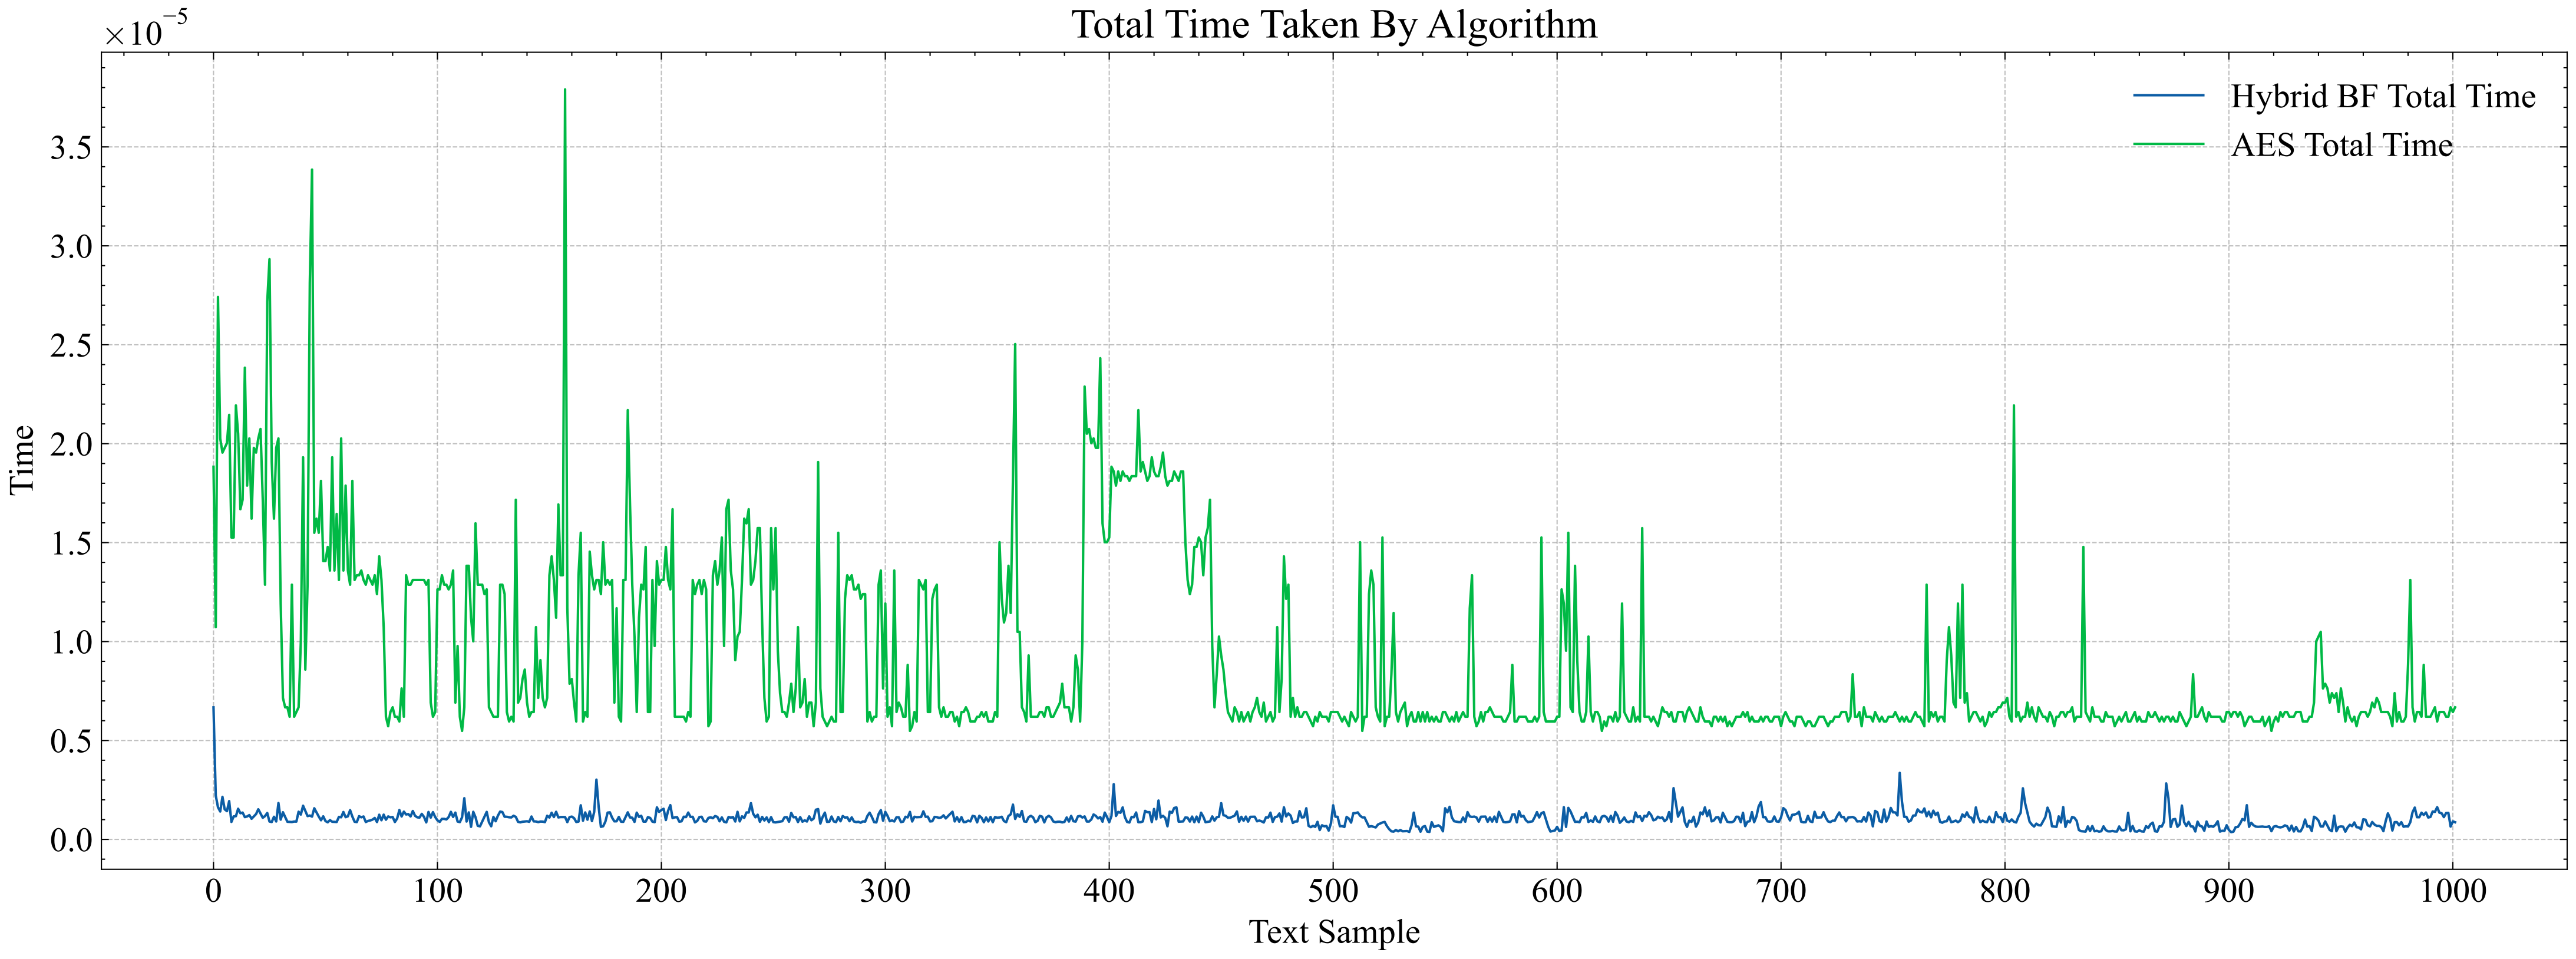 Total Time Taken By Algorithm
×10⁻⁵
Hybrid BF Total Time
AES Total Time
3.5
3.0
2.5
2.0
1.5
1.0
0.5
0.0
Time
0 100 200 300 400 500 600 700 800 900 1000
Text Sample